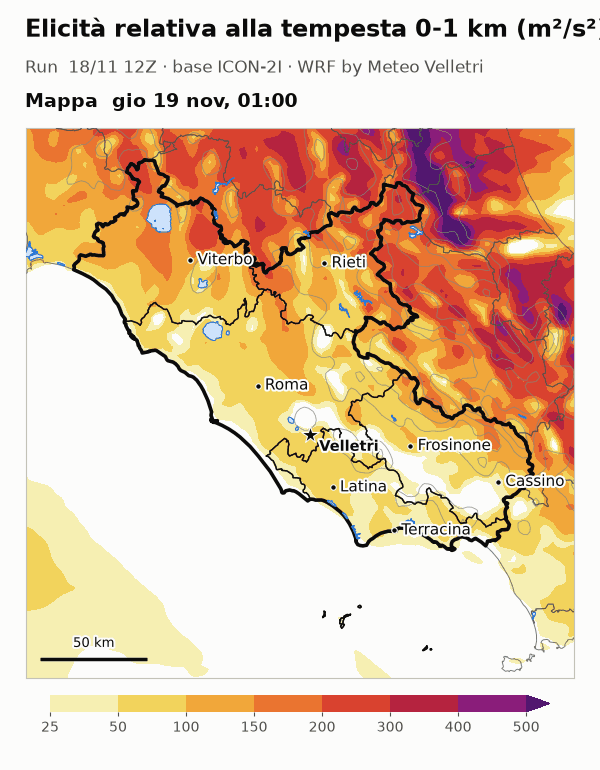 Elicità relativa alla tempesta 0-1 km (m²/s²)
Run 18/11 12Z · base ICON-2I · WRF by Meteo Velletri
Mappa gio 19 nov, 01:00
Viterbo
Rieti
Roma
Velletri
Frosinone
Latina
Cassino
Terracina
50 km
25 50 100 150 200 300 400 500